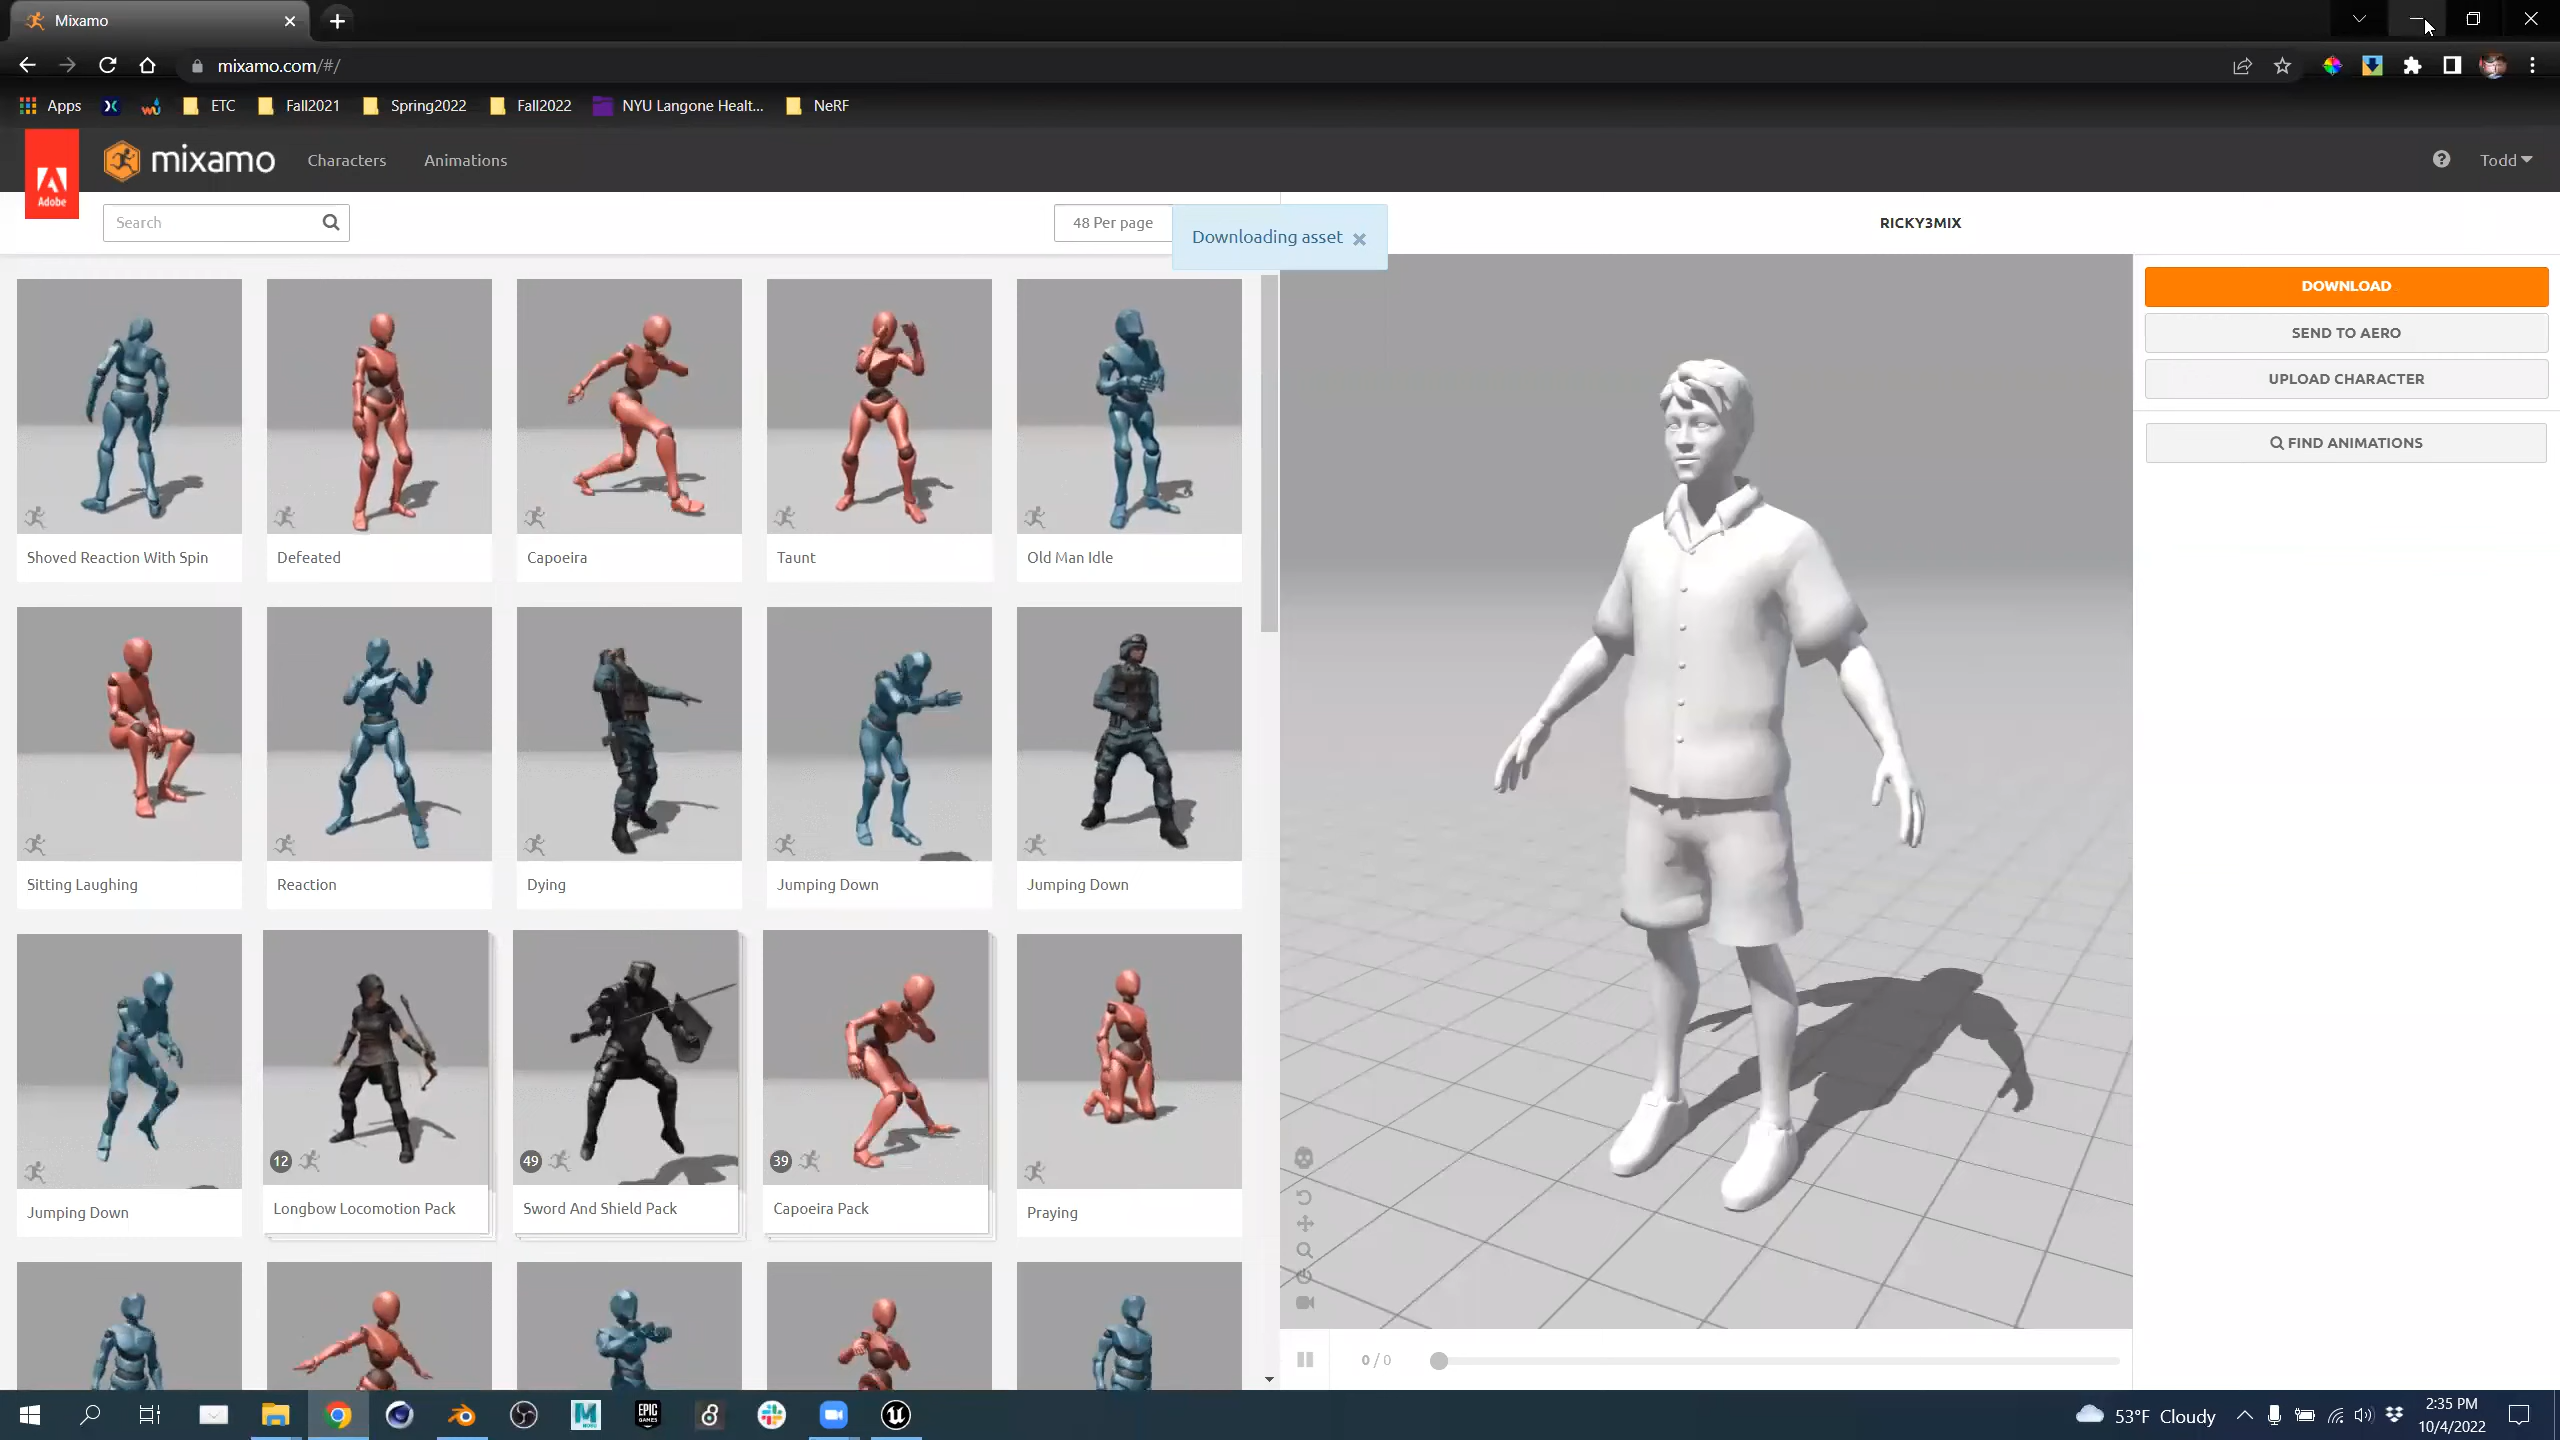 Mixamo
mixamo.com/#/
Apps ETC Fall2021 Spring2022 Fall2022 NYU Langone Healt... NeRF
Adobe
mixamo Characters Animations Todd
Search
48 Per page
Downloading asset ×
RICKY3MIX
DOWNLOAD
SEND TO AERO
UPLOAD CHARACTER
FIND ANIMATIONS
Shoved Reaction With Spin
Defeated
Capoeira
Taunt
Old Man Idle
Sitting Laughing
Reaction
Dying
Jumping Down
Jumping Down
Jumping Down
12
Longbow Locomotion Pack
49
Sword And Shield Pack
39
Capoeira Pack
Praying
0 / 0
EPIC
GAMES
53°F Cloudy
2:35 PM
10/4/2022